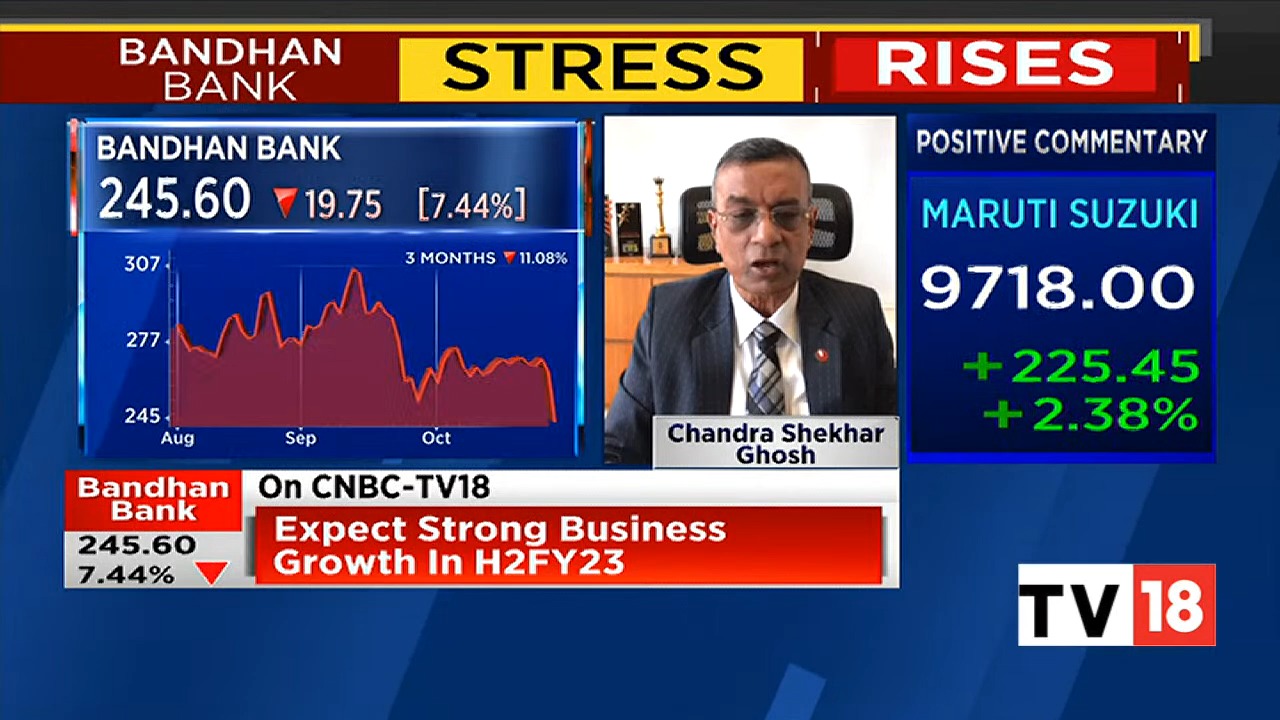 BANDHAN
BANK
STRESS
RISES
BANDHAN BANK
245.60 ▼19.75 [7.44%]
3 MONTHS ▼11.08%
307
277
245
Aug Sep Oct
Chandra Shekhar
Ghosh
POSITIVE COMMENTARY
MARUTI SUZUKI
9718.00
+225.45
+2.38%
Bandhan
Bank
245.60
7.44% ▼
On CNBC-TV18
Expect Strong Business
Growth In H2FY23
TV18